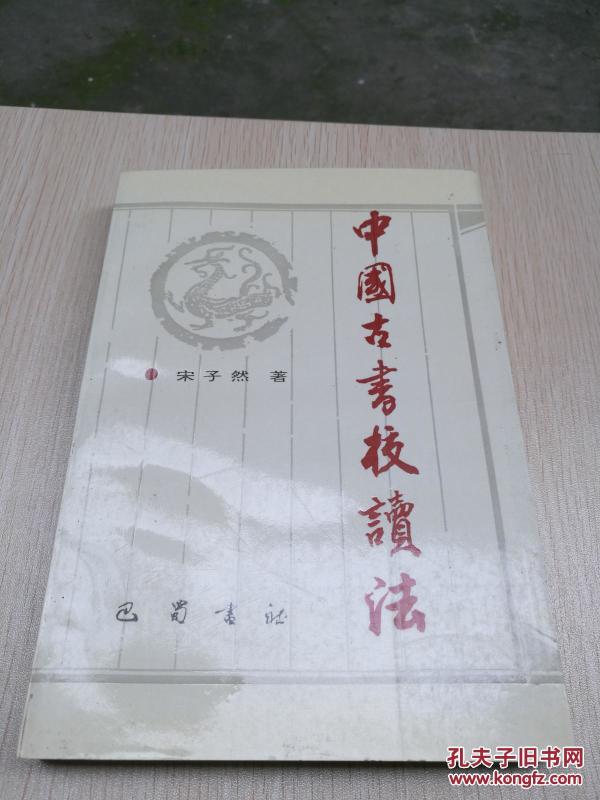 中國古書校讀法
宋子然 著
巴蜀書社
孔夫子旧书网
www.kongfz.com